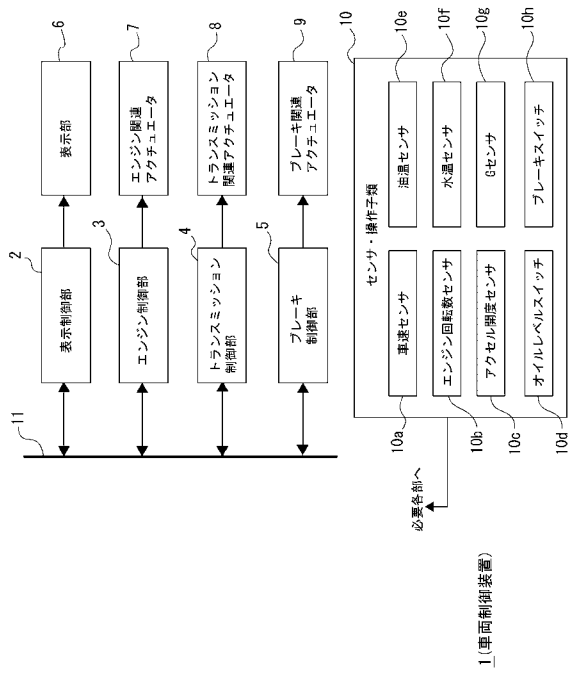 1(車両制御装置)
11
2
表示制御部
6
表示部
3
エンジン制御部
7
エンジン関連
アクチュエータ
4
トランスミッション
制御部
8
トランスミッション
関連アクチュエータ
5
ブレーキ
制御部
9
ブレーキ関連
アクチュエータ
必要各部へ
10
センサ・操作子類
10a
車速センサ
10e
油温センサ
10b
エンジン回転数センサ
10f
水温センサ
10c
アクセル開度センサ
10g
Gセンサ
10d
オイルレベルスイッチ
10h
ブレーキスイッチ